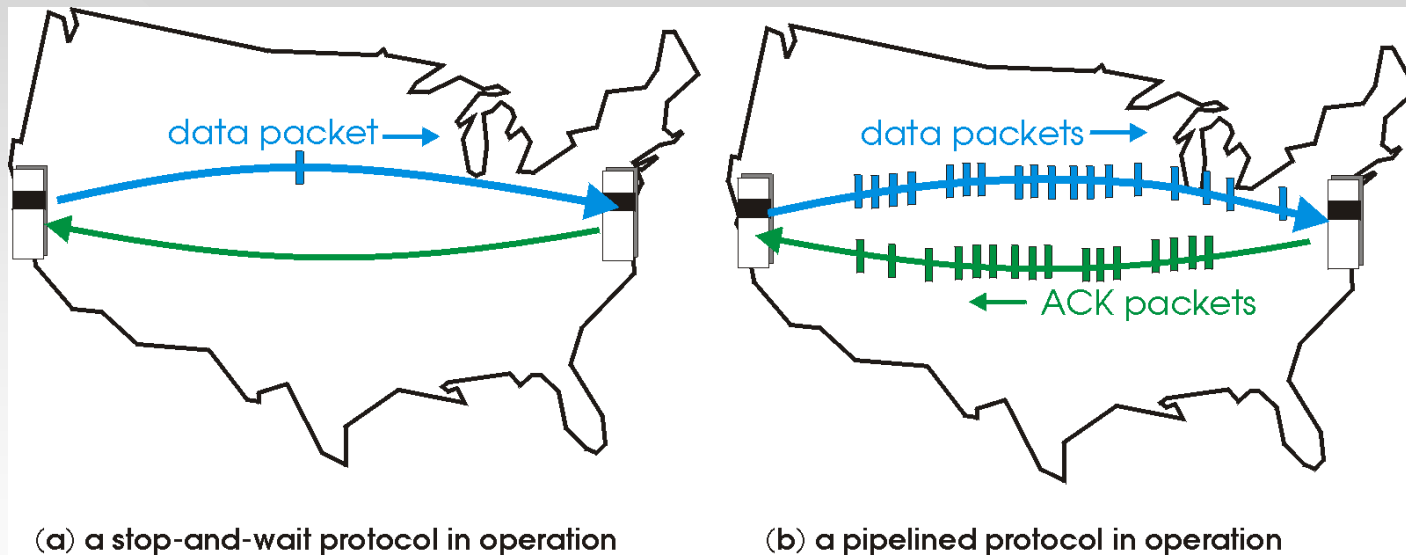 data packet
data packets
ACK packets
(a) a stop-and-wait protocol in operation
(b) a pipelined protocol in operation